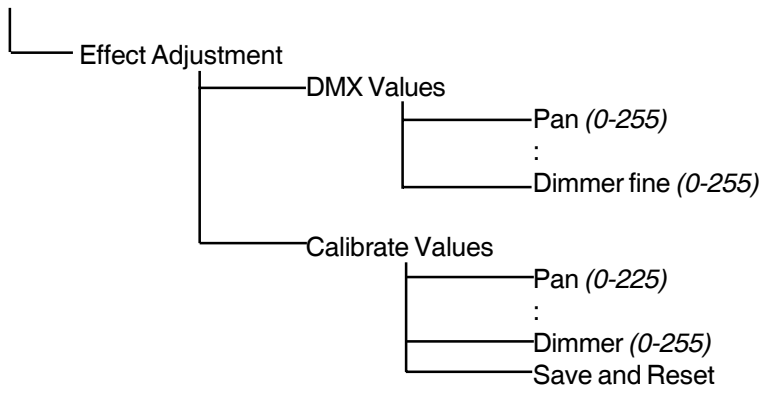 Effect Adjustment
DMX Values
Pan (0-255)
:
Dimmer fine (0-255)
Calibrate Values
Pan (0-225)
:
Dimmer (0-255)
Save and Reset